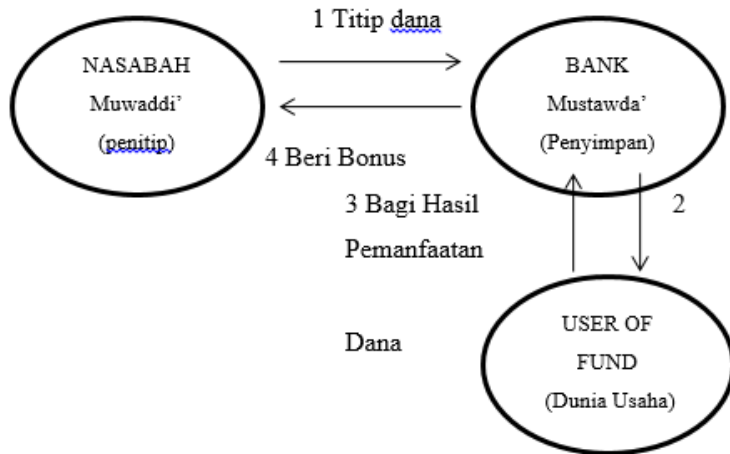 1 Titip dana
NASABAH
Muwaddi’
(penitip)
BANK
Mustawda’
(Penyimpan)
4 Beri Bonus
3 Bagi Hasil
2
Pemanfaatan
Dana
USER OF
FUND
(Dunia Usaha)